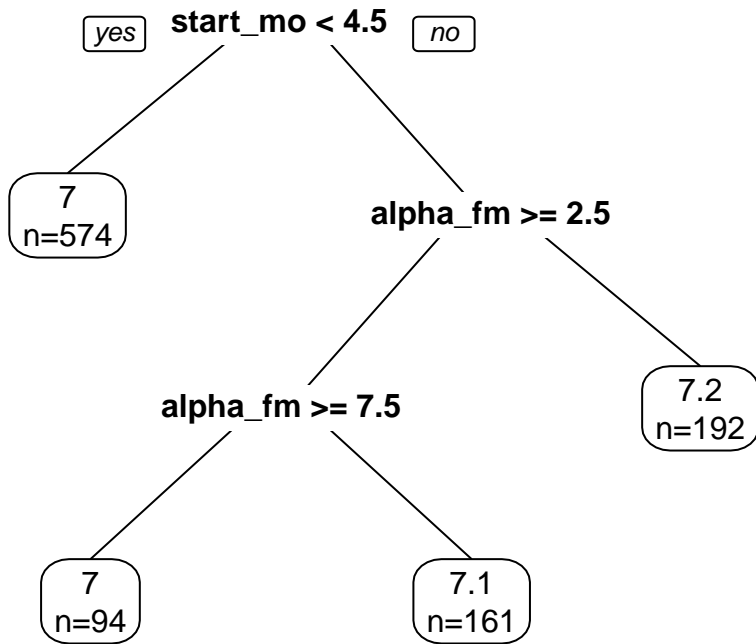 yes
start_mo < 4.5
no
7
n=574
alpha_fm >= 2.5
alpha_fm >= 7.5
7.2
n=192
7
n=94
7.1
n=161